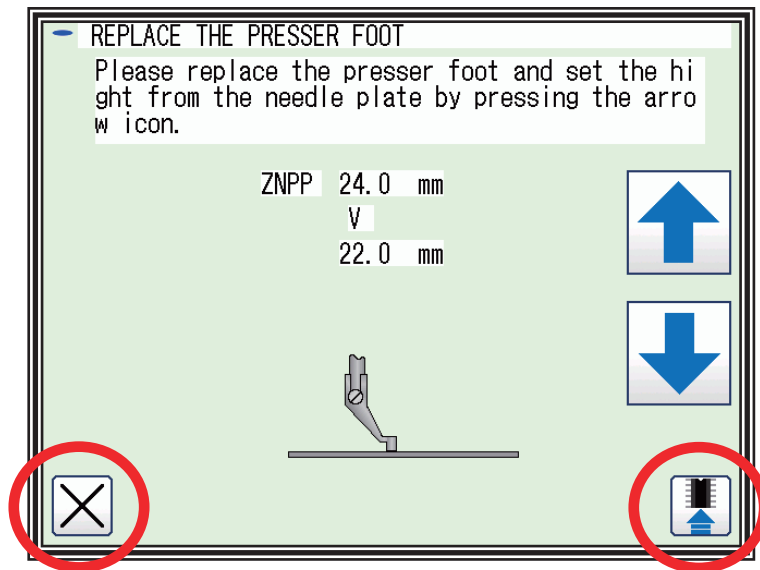 REPLACE THE PRESSER FOOT
Please replace the presser foot and set the hi
ght from the needle plate by pressing the arro
w icon.
ZNPP 24.0 mm
V
22.0 mm